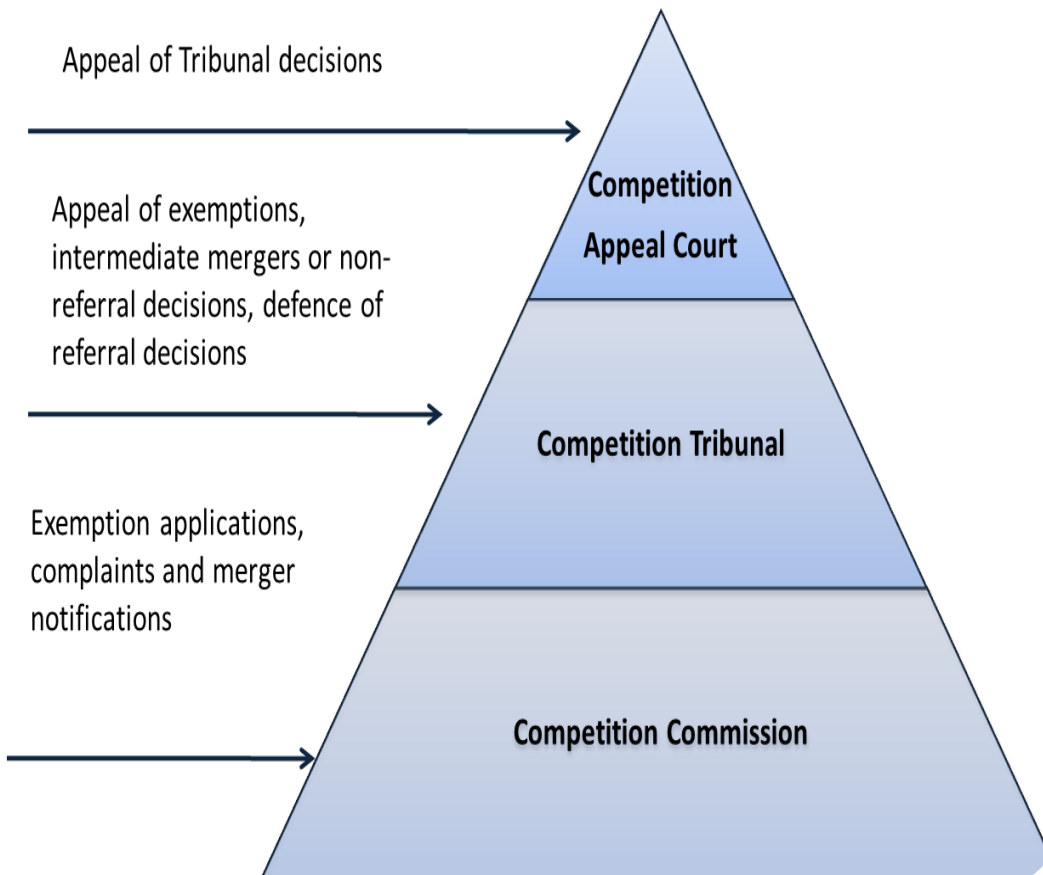 Appeal of Tribunal decisions
Competition
Appeal Court
Appeal of exemptions,
intermediate mergers or non-
referral decisions, defence of
referral decisions
Competition Tribunal
Exemption applications,
complaints and merger
notifications
Competition Commission